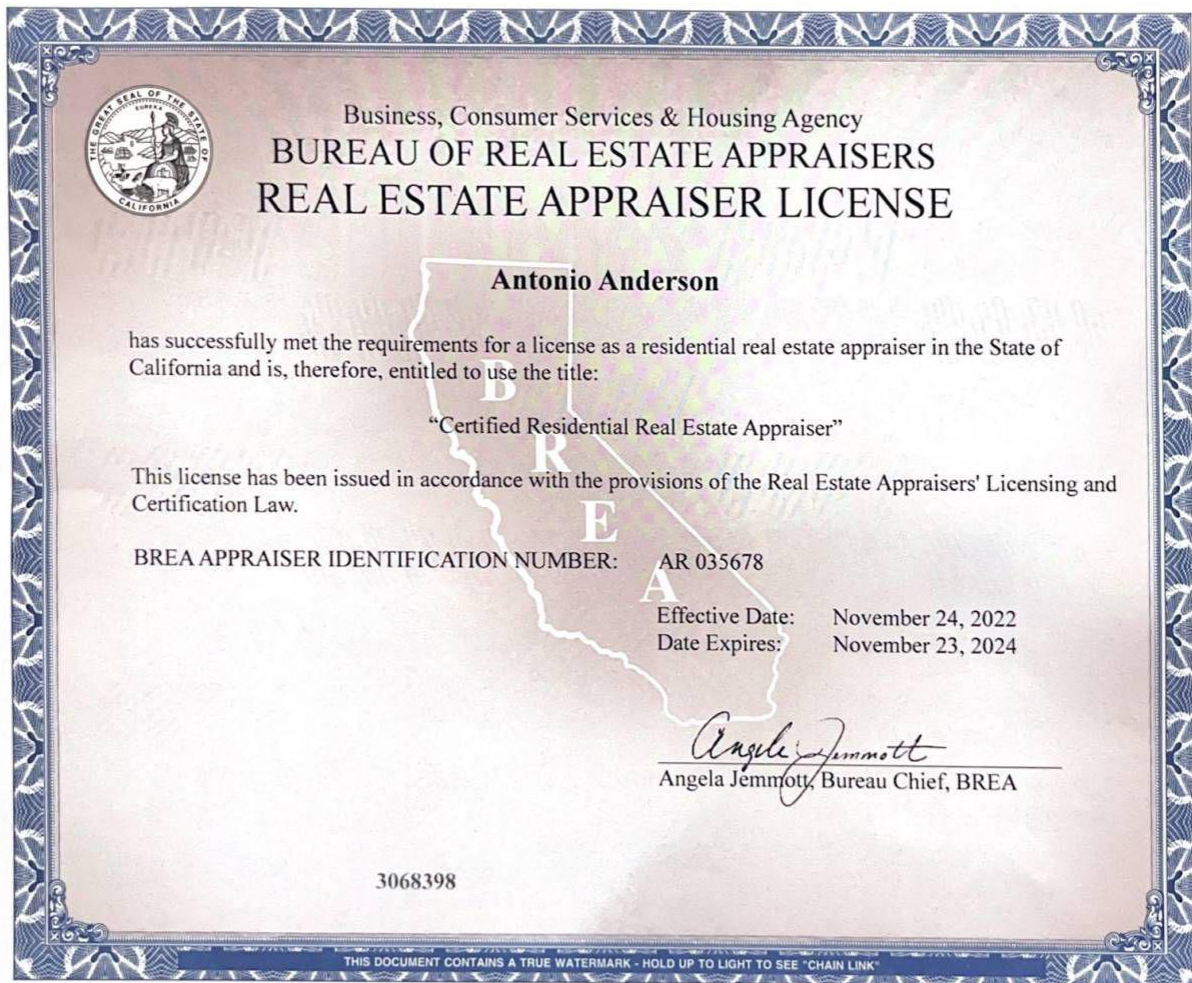 THE GREAT SEAL OF THE STATE OF CALIFORNIA
EUREKA
Business, Consumer Services & Housing Agency
BUREAU OF REAL ESTATE APPRAISERS
REAL ESTATE APPRAISER LICENSE
Antonio Anderson
has successfully met the requirements for a license as a residential real estate appraiser in the State of
California and is, therefore, entitled to use the title:
B
“Certified Residential Real Estate Appraiser”
R
This license has been issued in accordance with the provisions of the Real Estate Appraisers' Licensing and
Certification Law.
E
BREA APPRAISER IDENTIFICATION NUMBER: AR 035678
A
Effective Date: November 24, 2022
Date Expires: November 23, 2024
Angela Jemmott
Angela Jemmott, Bureau Chief, BREA
3068398
THIS DOCUMENT CONTAINS A TRUE WATERMARK - HOLD UP TO LIGHT TO SEE "CHAIN LINK"